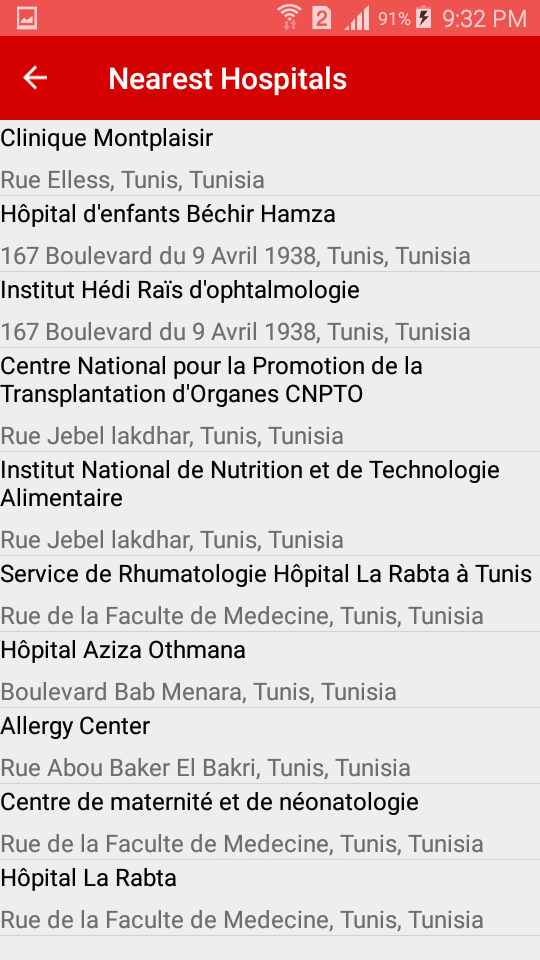 2 91% 9:32 PM
Nearest Hospitals
Clinique Montplaisir
Rue Elless, Tunis, Tunisia
Hôpital d'enfants Béchir Hamza
167 Boulevard du 9 Avril 1938, Tunis, Tunisia
Institut Hédi Raïs d'ophtalmologie
167 Boulevard du 9 Avril 1938, Tunis, Tunisia
Centre National pour la Promotion de la
Transplantation d'Organes CNPTO
Rue Jebel lakdhar, Tunis, Tunisia
Institut National de Nutrition et de Technologie
Alimentaire
Rue Jebel lakdhar, Tunis, Tunisia
Service de Rhumatologie Hôpital La Rabta à Tunis
Rue de la Faculte de Medecine, Tunis, Tunisia
Hôpital Aziza Othmana
Boulevard Bab Menara, Tunis, Tunisia
Allergy Center
Rue Abou Baker El Bakri, Tunis, Tunisia
Centre de maternité et de néonatologie
Rue de la Faculte de Medecine, Tunis, Tunisia
Hôpital La Rabta
Rue de la Faculte de Medecine, Tunis, Tunisia